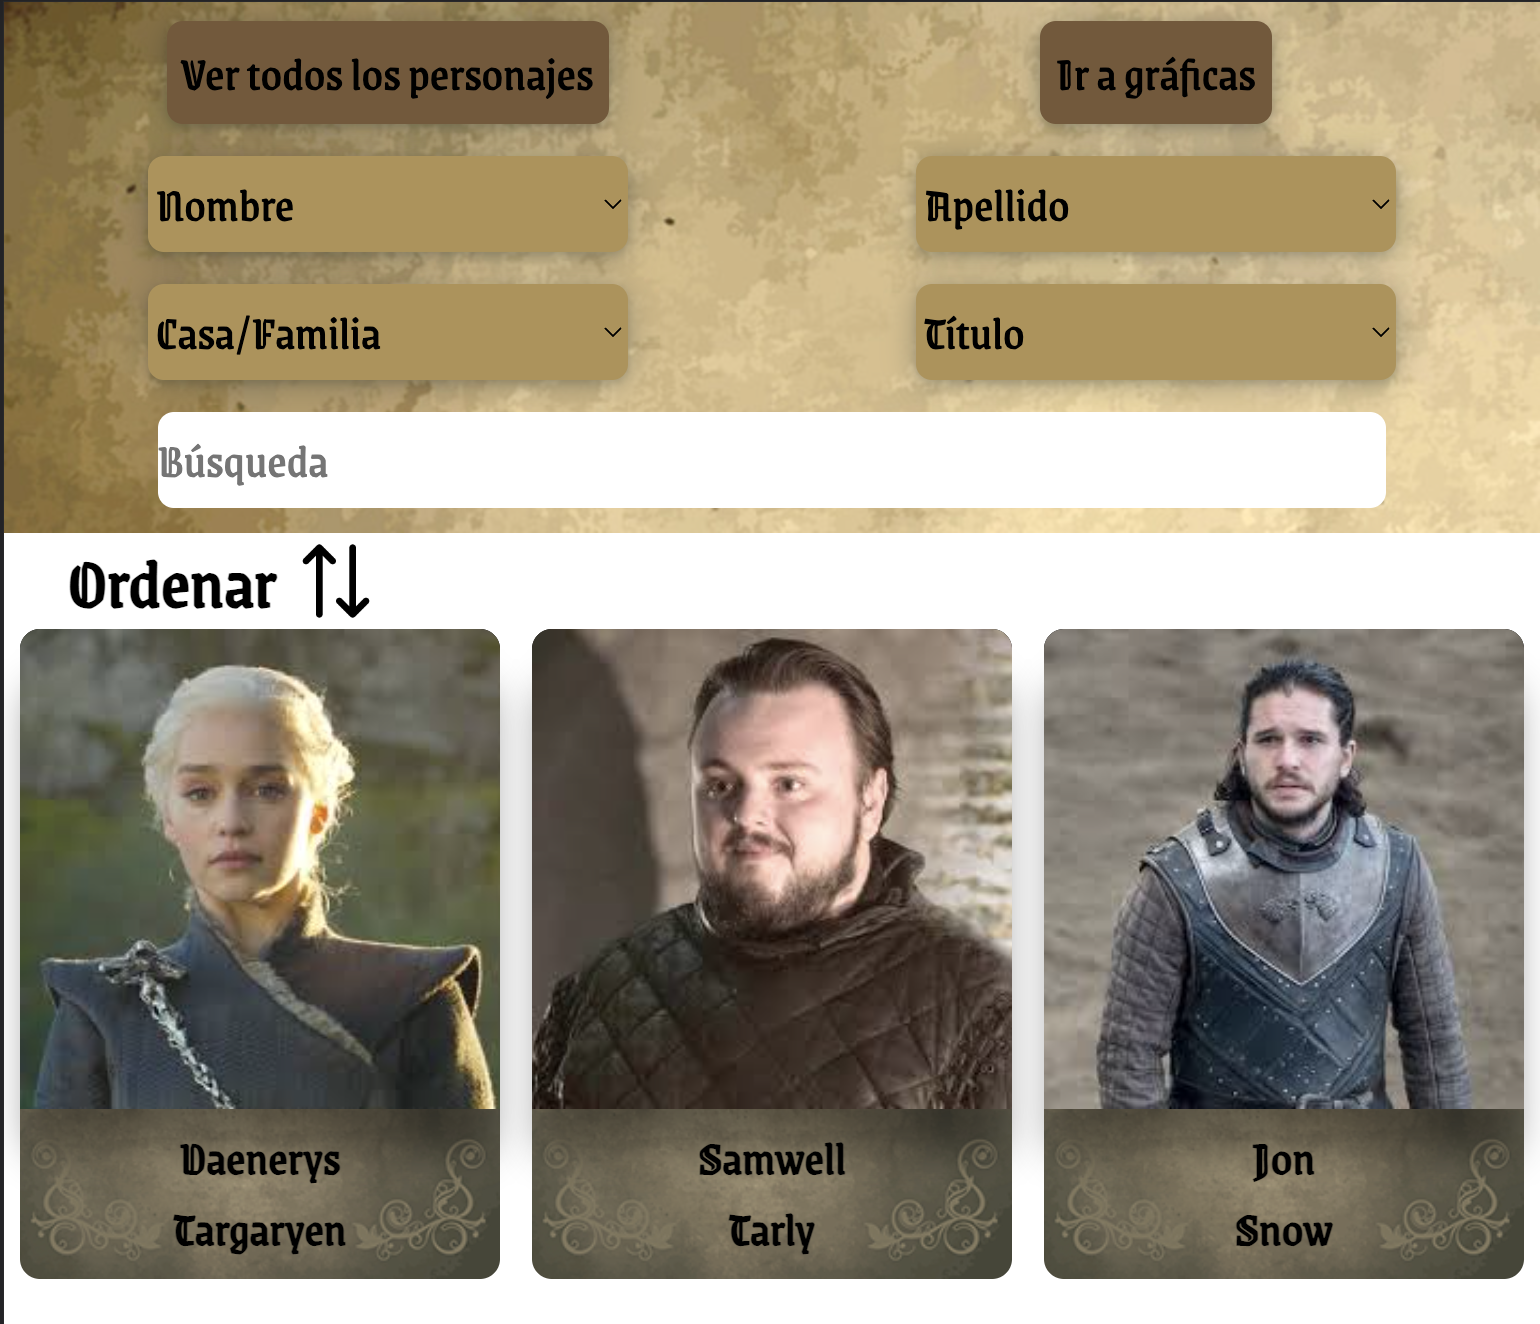 Ver todos los personajes
Ir a gráficas
Nombre
Apellido
Casa/Familia
Título
Búsqueda
Ordenar
Daenerys
Targaryen
Samwell
Tarly
Jon
Snow